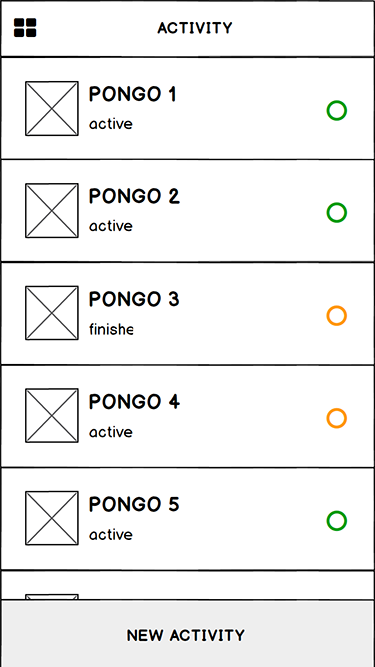 ACTIVITY
PONGO 1
active
PONGO 2
active
PONGO 3
finishe
PONGO 4
active
PONGO 5
active
NEW ACTIVITY